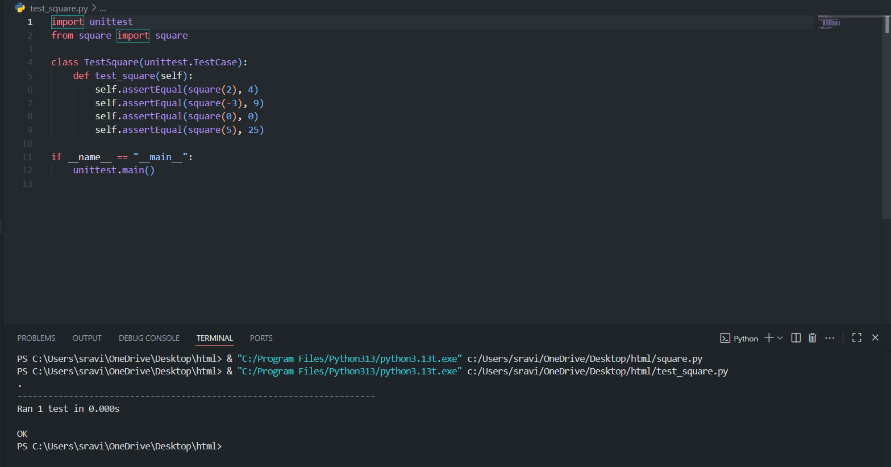 test_square.py > ...
1 import unittest
2 from square import square
3
4 class TestSquare(unittest.TestCase):
5     def test_square(self):
6         self.assertEqual(square(2), 4)
7         self.assertEqual(square(-3), 9)
8         self.assertEqual(square(0), 0)
9         self.assertEqual(square(5), 25)
10
11 if __name__ == "__main__":
12     unittest.main()
13
PROBLEMS OUTPUT DEBUG CONSOLE TERMINAL PORTS Python
PS C:\Users\sravi\OneDrive\Desktop\html> & "C:/Program Files/Python313/python3.13t.exe" c:/Users/sravi/OneDrive/Desktop/html/square.py
PS C:\Users\sravi\OneDrive\Desktop\html> & "C:/Program Files/Python313/python3.13t.exe" c:/Users/sravi/OneDrive/Desktop/html/test_square.py
.
----------------------------------------------------------------------
Ran 1 test in 0.000s

OK
PS C:\Users\sravi\OneDrive\Desktop\html>